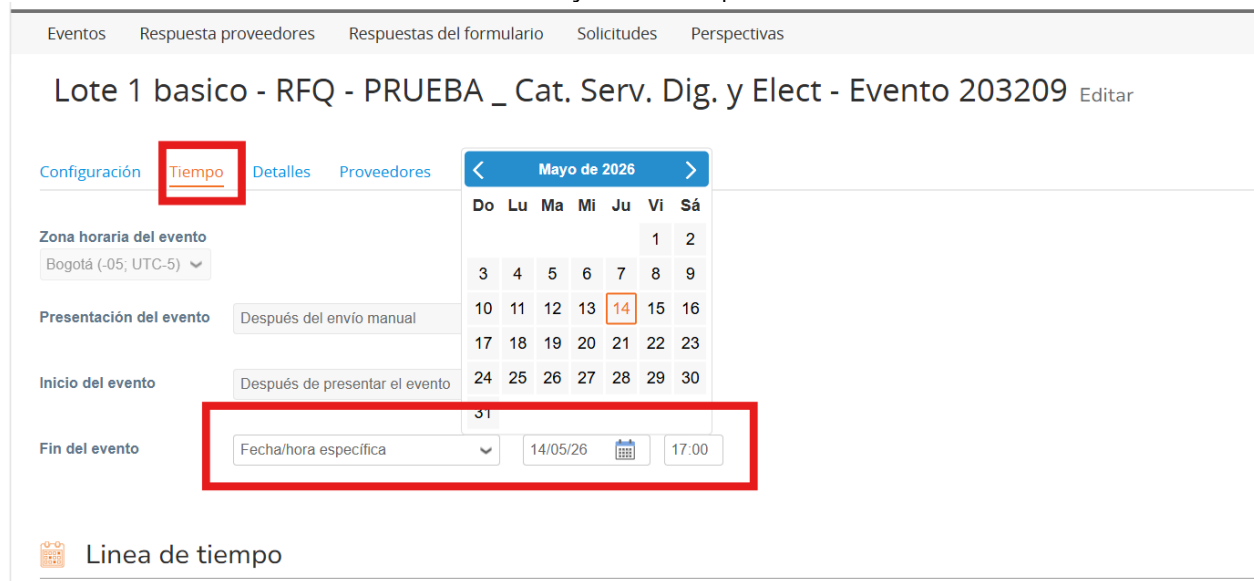 Eventos Respuesta proveedores Respuestas del formulario Solicitudes Perspectivas
Lote 1 basico - RFQ - PRUEBA _ Cat. Serv. Dig. y Elect - Evento 203209 Editar
Configuración Tiempo Detalles Proveedores
Mayo de 2026
Do Lu Ma Mi Ju Vi Sá
1 2
3 4 5 6 7 8 9
10 11 12 13 14 15 16
17 18 19 20 21 22 23
24 25 26 27 28 29 30
31
Zona horaria del evento
Bogotá (-05; UTC-5)
Presentación del evento Después del envío manual
Inicio del evento Después de presentar el evento
Fin del evento Fecha/hora específica 14/05/26 17:00
Linea de tiempo